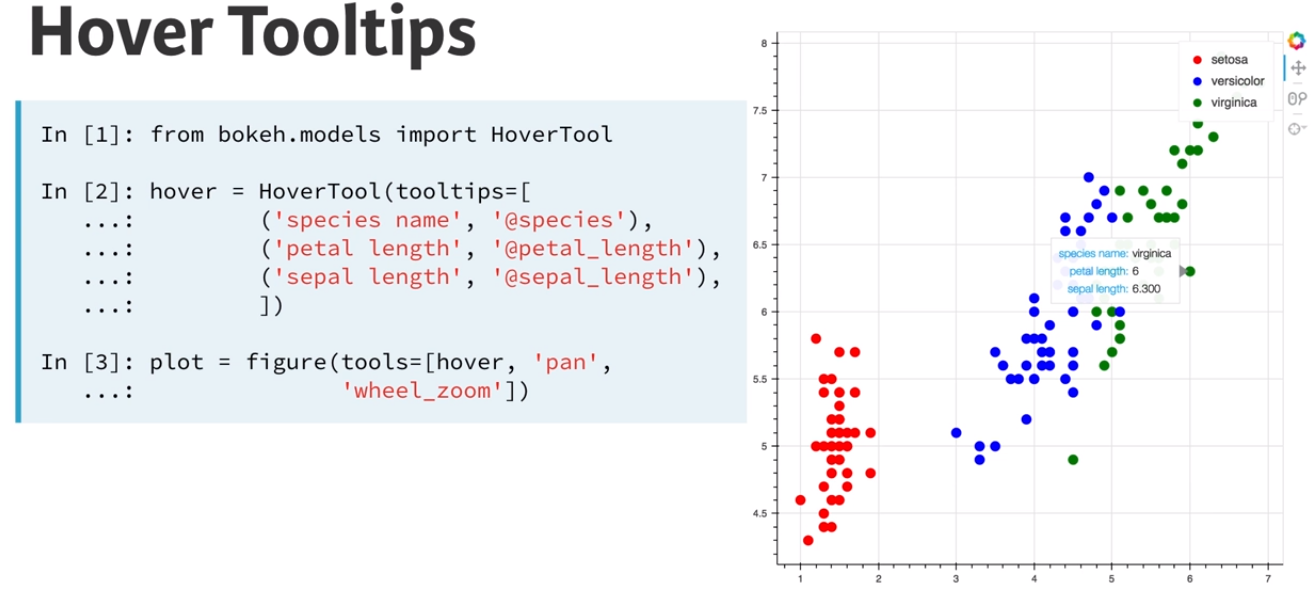 Hover Tooltips
In [1]: from bokeh.models import HoverTool
In [2]: hover = HoverTool(tooltips=[
...: ('species name', '@species'),
...: ('petal length', '@petal_length'),
...: ('sepal length', '@sepal_length'),
...: ])
In [3]: plot = figure(tools=[hover, 'pan',
...: 'wheel_zoom'])
setosa
versicolor
virginica
species name: virginica
petal length: 6
sepal length: 6.300
8
7.5
7
6.5
6
5.5
5
4.5
1 2 3 4 5 6 7